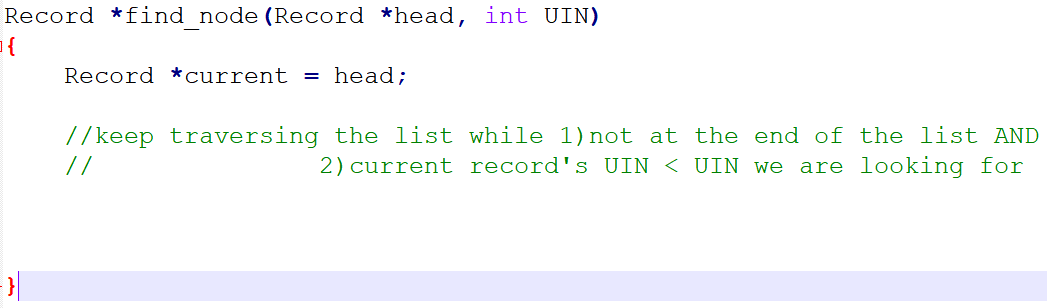 Record *find_node(Record *head, int UIN)
{
    Record *current = head;
    //keep traversing the list while 1)not at the end of the list AND
    //               2)current record's UIN < UIN we are looking for
}